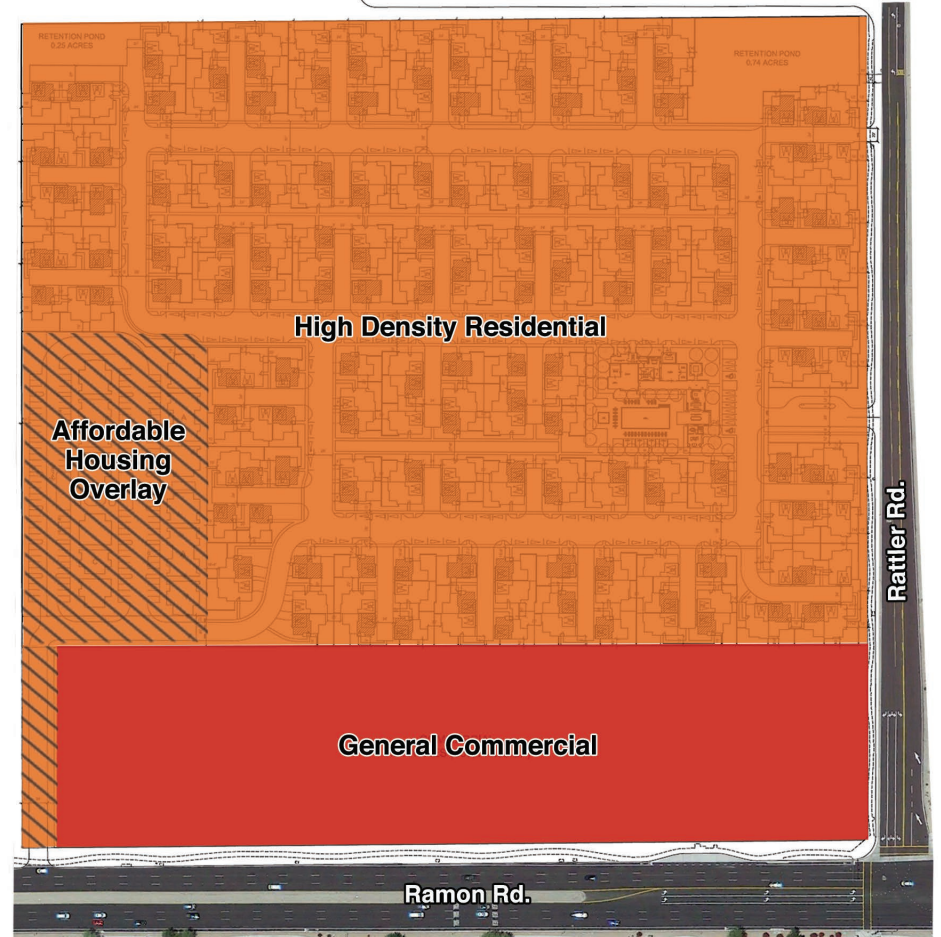 RETENTION POND
0.25 ACRES
RETENTION POND
0.74 ACRES
High Density Residential
Affordable
Housing
Overlay
Rattler Rd.
General Commercial
Ramon Rd.